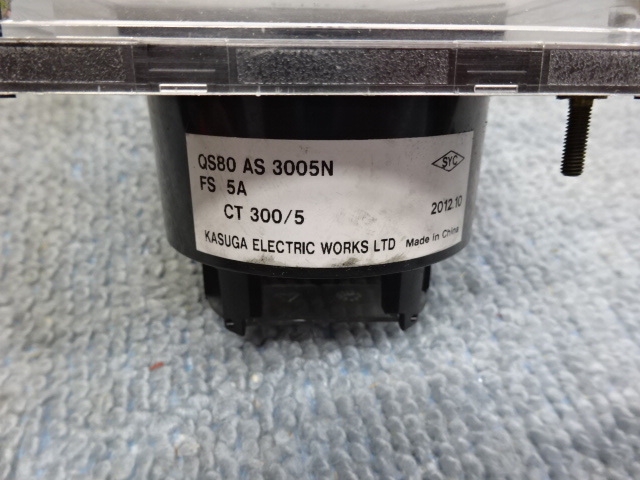 QS80 AS 3005N
SYC
FS 5A
CT 300/5
2012.10
KASUGA ELECTRIC WORKS LTD Made in China